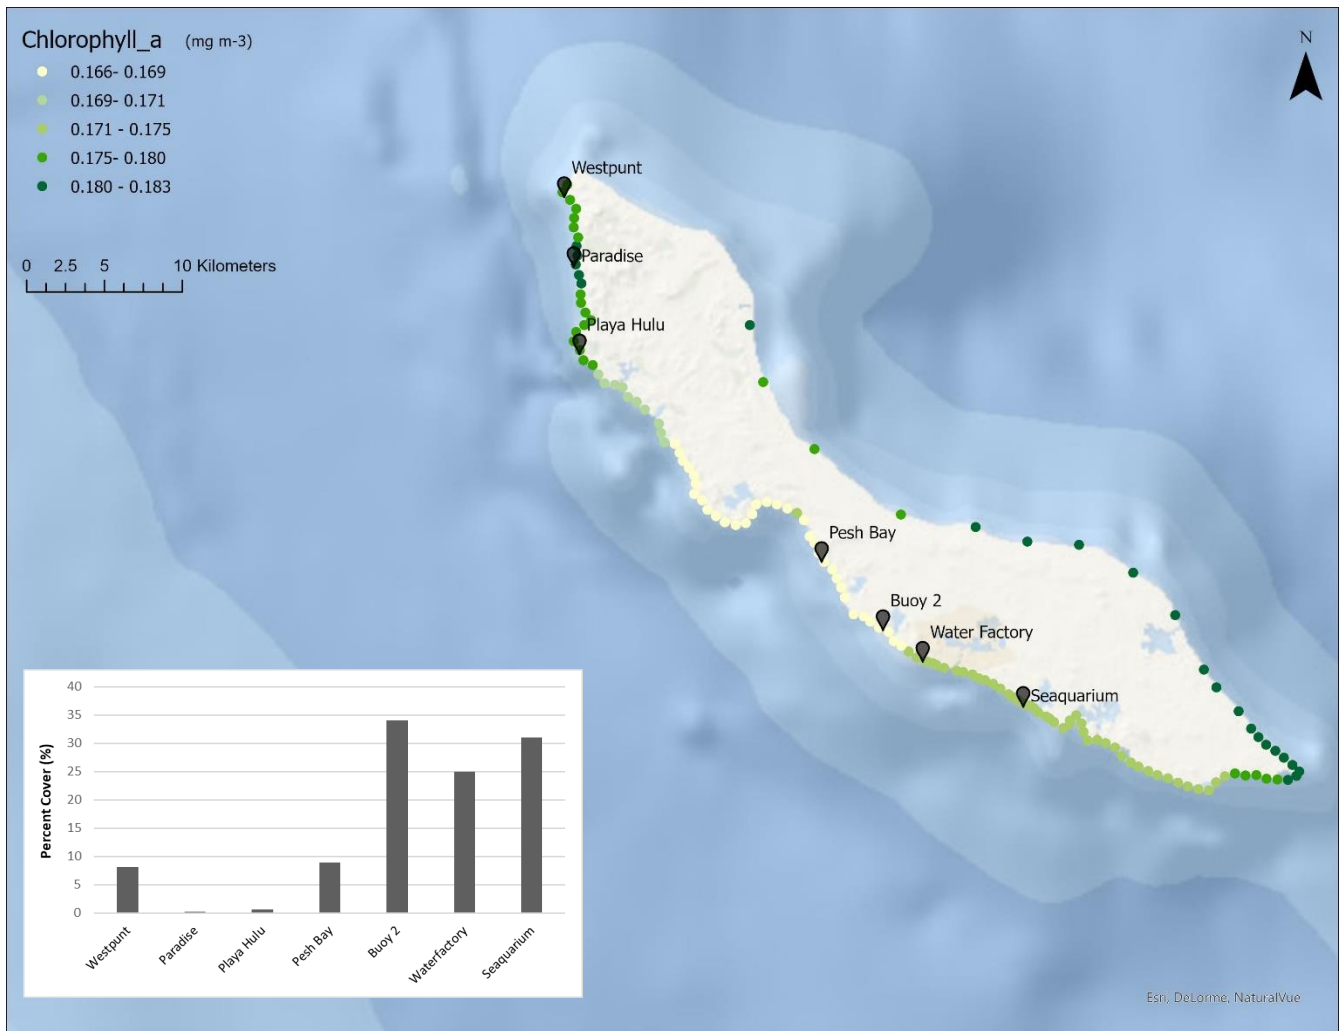 Chlorophyll_a (mg m-3)
0.166- 0.169
0.169- 0.171
0.171 - 0.175
0.175- 0.180
0.180 - 0.183
0 2.5 5 10 Kilometers
N
Westpunt
Paradise
Playa Hulu
Pesh Bay
Buoy 2
Water Factory
Seaquarium
Percent Cover (%)
40
35
30
25
20
15
10
5
0
Westpunt
Paradise
Playa Hulu
Pesh Bay
Buoy 2
Waterfactory
Seaquarium
Esri, DeLorme, NaturalVue